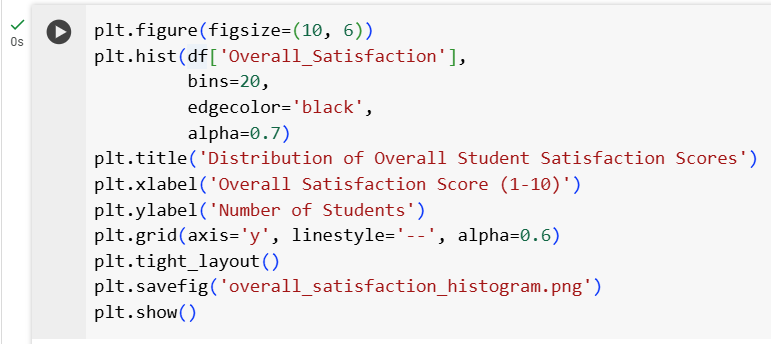 0s
plt.figure(figsize=(10, 6))
plt.hist(df['Overall_Satisfaction'],
         bins=20,
         edgecolor='black',
         alpha=0.7)
plt.title('Distribution of Overall Student Satisfaction Scores')
plt.xlabel('Overall Satisfaction Score (1-10)')
plt.ylabel('Number of Students')
plt.grid(axis='y', linestyle='--', alpha=0.6)
plt.tight_layout()
plt.savefig('overall_satisfaction_histogram.png')
plt.show()